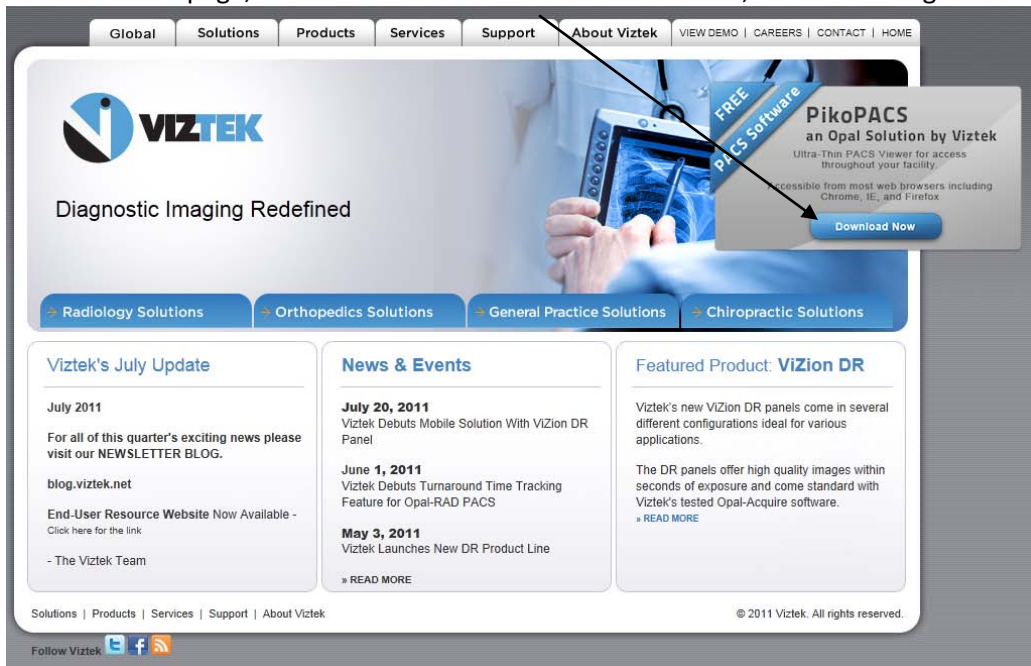 Global Solutions Products Services Support About Viztek VIEW DEMO | CAREERS | CONTACT | HOME
VIZTEK
Diagnostic Imaging Redefined
FREE
PACS Software
PikoPACS
an Opal Solution by Viztek
Ultra-Thin PACS Viewer for access
throughout your facility.
Accessible from most web browsers including
Chrome, IE, and Firefox
Download Now
Radiology Solutions
Orthopedics Solutions
General Practice Solutions
Chiropractic Solutions
Viztek's July Update
July 2011
For all of this quarter's exciting news please
visit our NEWSLETTER BLOG.
blog.viztek.net
End-User Resource Website Now Available -
Click here for the link
- The Viztek Team
News & Events
July 20, 2011
Viztek Debuts Mobile Solution With ViZion DR
Panel
June 1, 2011
Viztek Debuts Turnaround Time Tracking
Feature for Opal-RAD PACS
May 3, 2011
Viztek Launches New DR Product Line
» READ MORE
Featured Product: ViZion DR
Viztek's new ViZion DR panels come in several
different configurations ideal for various
applications.
The DR panels offer high quality images within
seconds of exposure and come standard with
Viztek's tested Opal-Acquire software.
» READ MORE
Solutions | Products | Services | Support | About Viztek
© 2011 Viztek. All rights reserved.
Follow Viztek